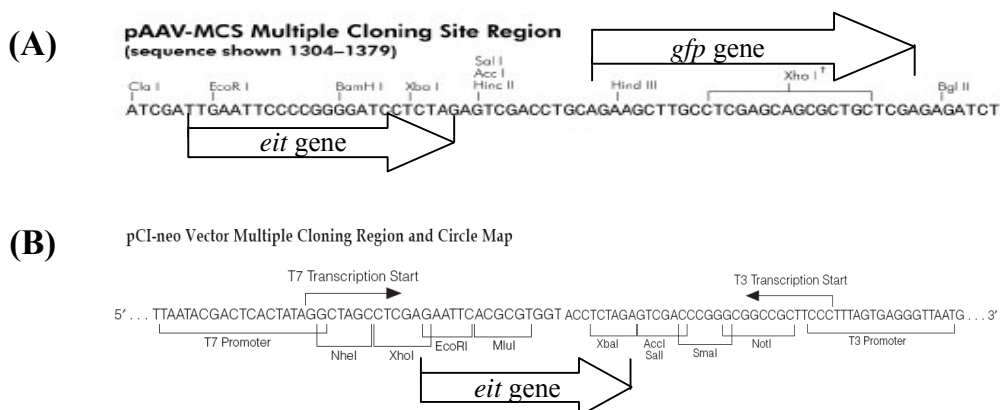 (A)
pAAV-MCS Multiple Cloning Site Region
(sequence shown 1304–1379)
gfp gene
Cla I EcoR I BamH I Xba I Sal I Acc I Hinc II Hind III Xho I† Bgl II
ATCGATTGAATTCCCCGGGGATCCTCTAGAGTCGACCTGCAGAAGCTTGCCTCGAGCAGCGCTGCTCGAGAGATCT
eit gene
(B)
pCI-neo Vector Multiple Cloning Region and Circle Map
T7 Transcription Start T3 Transcription Start
5′ . . . TTAATACGACTCACTATAGGCTAGCCTCGAGAATTCACGCGTGGT ACCTCTAGAGTCGACCCGGGCGGCCGCTTCCCTTTAGTGAGGGTTAATG . . . 3′
T7 Promoter NheI XhoI EcoRI MluI XbaI AccI SalI SmaI NotI T3 Promoter
eit gene